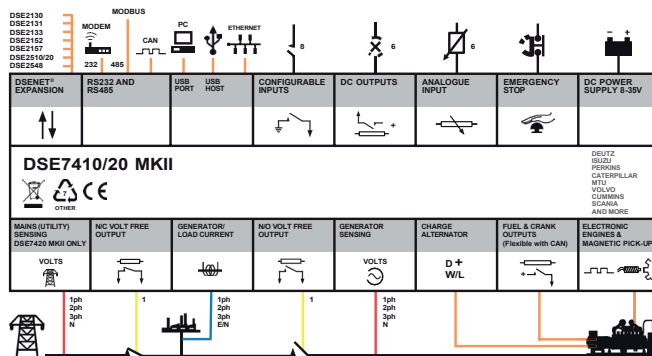 DSE2130
DSE2131
DSE2133
DSE2152
DSE2157
DSE2510/20
DSE2548
MODEM
MODBUS
CAN
PC
ETHERNET
232
485
8
6
6
− +
DSENET®
EXPANSION
RS232 AND
RS485
USB
PORT
USB
HOST
CONFIGURABLE
INPUTS
DC OUTPUTS
ANALOGUE
INPUT
EMERGENCY
STOP
DC POWER
SUPPLY 8-35V
+
DSE7410/20 MKII
7
OTHER
CE
DEUTZ
ISUZU
PERKINS
CATERPILLAR
MTU
VOLVO
CUMMINS
SCANIA
AND MORE
MAINS (UTILITY)
SENSING
DSE7420 MKII ONLY
N/C VOLT FREE
OUTPUT
GENERATOR/
LOAD CURRENT
N/O VOLT FREE
OUTPUT
GENERATOR
SENSING
CHARGE
ALTERNATOR
FUEL & CRANK
OUTPUTS
(Flexible with CAN)
ELECTRONIC
ENGINES &
MAGNETIC PICK-UP
VOLTS
VOLTS
D+
W/L
+
1ph
2ph
3ph
N
1
1ph
2ph
3ph
E/N
1
1ph
2ph
3ph
N